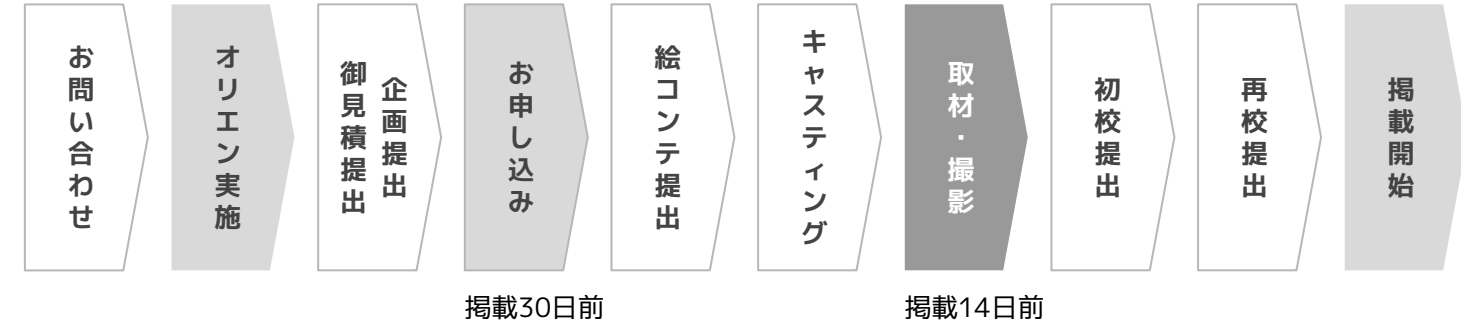 お問い合わせ
オリエン実施
企画提出
御見積提出
お申し込み
絵コンテ提出
キャスティング
取材・撮影
初校提出
再校提出
掲載開始
掲載30日前
掲載14日前